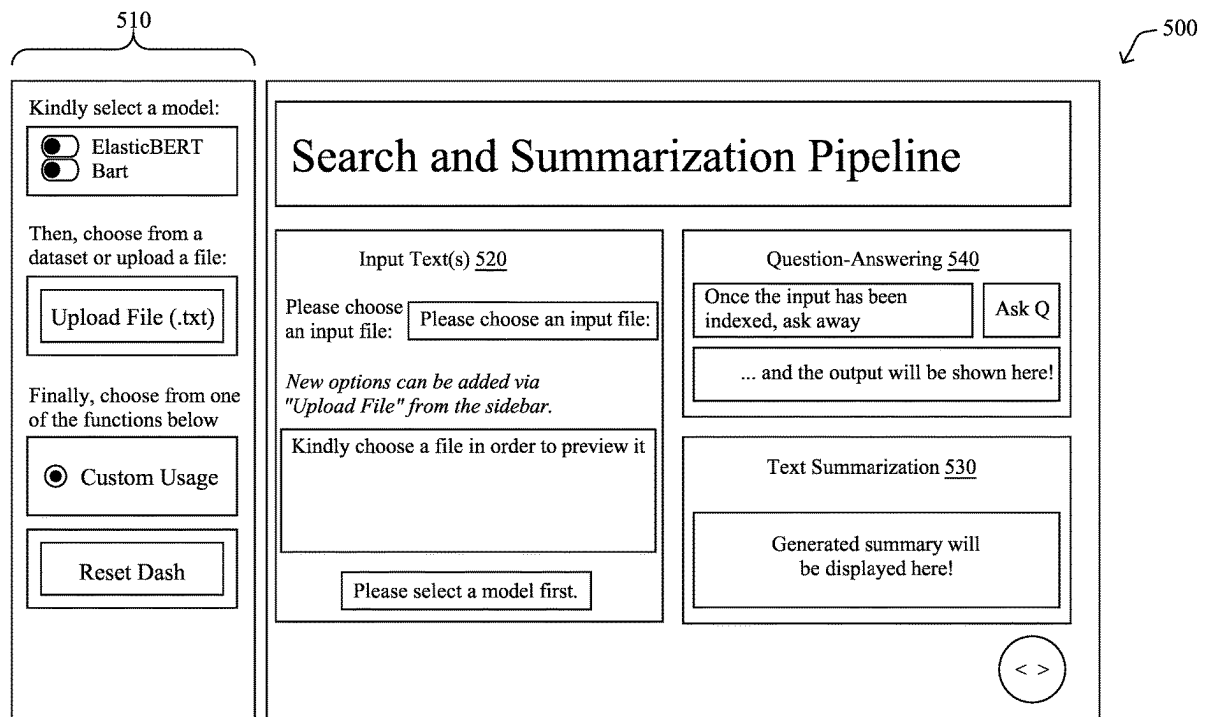 510
500
Kindly select a model:
ElasticBERT
Bart
Then, choose from a
dataset or upload a file:
Upload File (.txt)
Finally, choose from one
of the functions below
Custom Usage
Reset Dash
Search and Summarization Pipeline
Input Text(s) 520
Please choose
an input file:
Please choose an input file:
New options can be added via
"Upload File" from the sidebar.
Kindly choose a file in order to preview it
Please select a model first.
Question-Answering 540
Once the input has been
indexed, ask away
Ask Q
... and the output will be shown here!
Text Summarization 530
Generated summary will
be displayed here!
< >